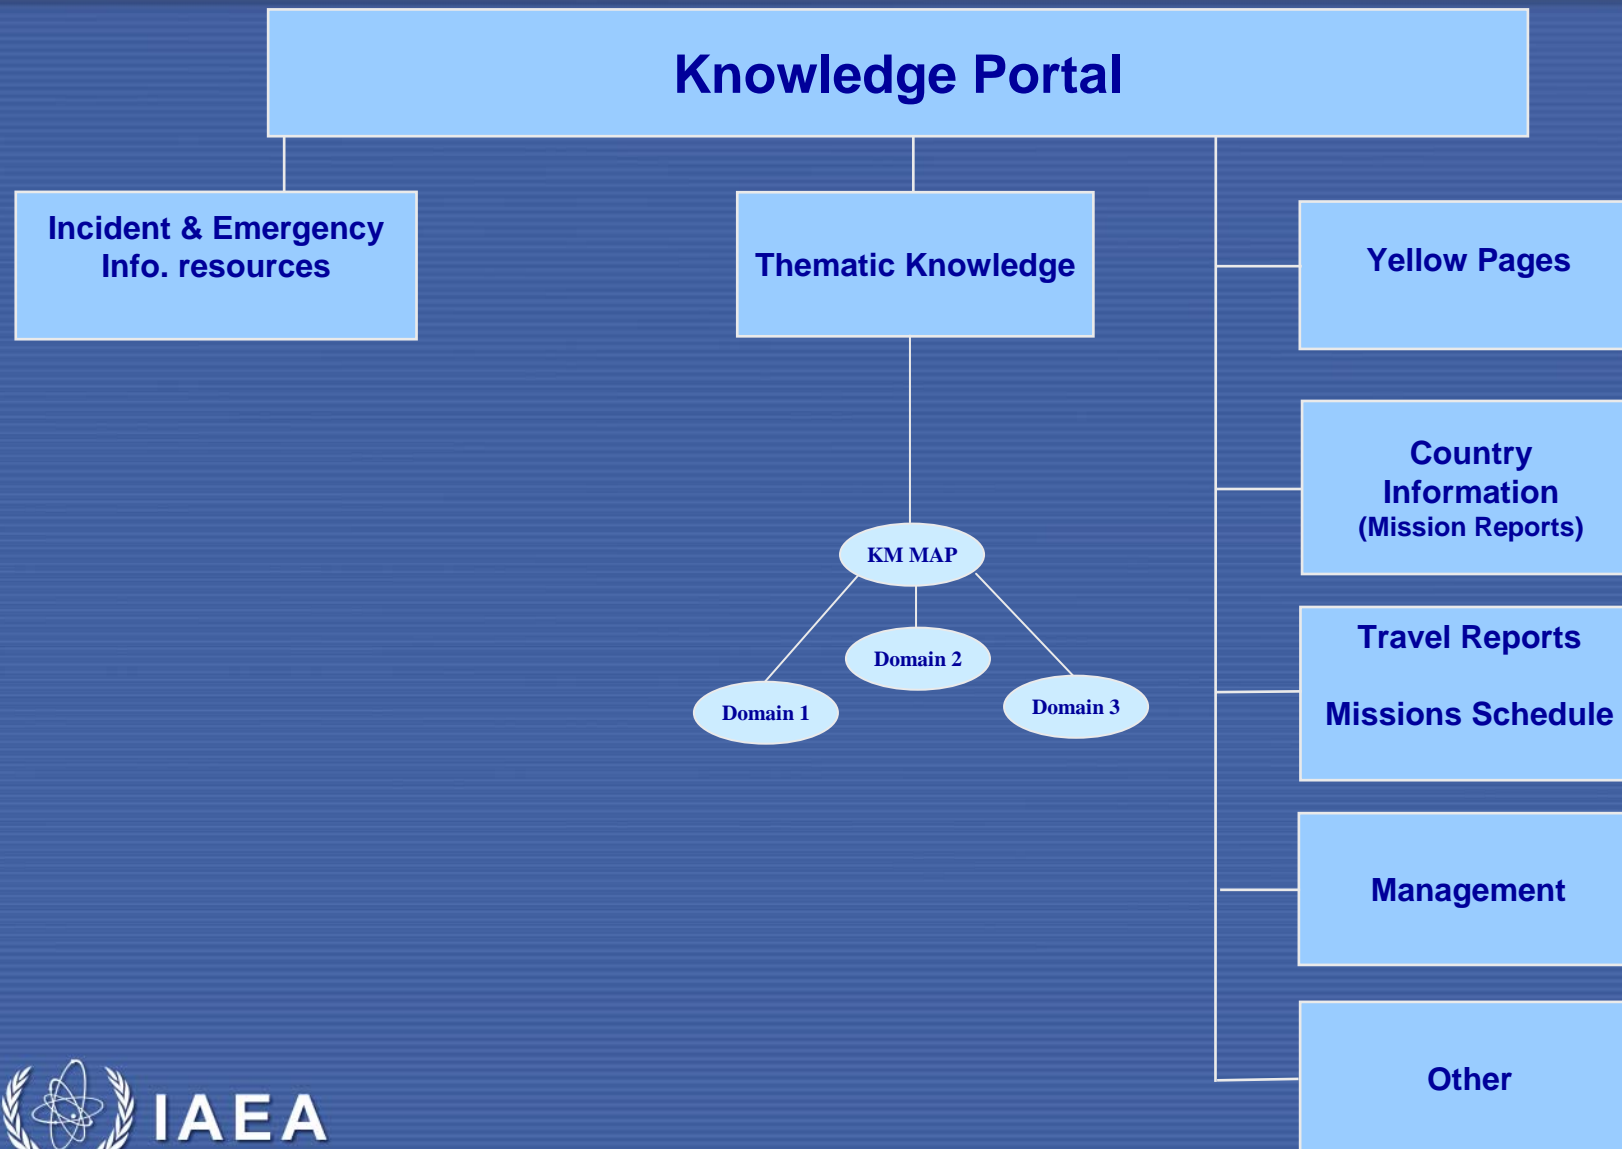 Knowledge Portal
Incident & Emergency
Info. resources
Thematic Knowledge
KM MAP
Domain 1
Domain 2
Domain 3
Yellow Pages
Country
Information
(Mission Reports)
Travel Reports
Missions Schedule
Management
Other
IAEA